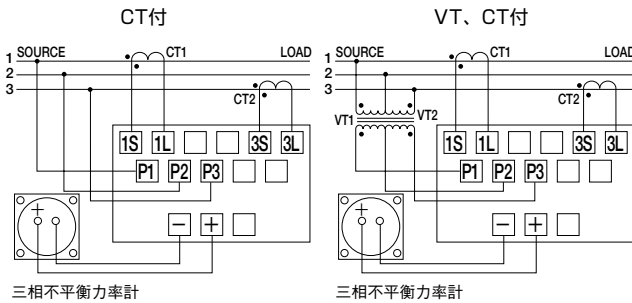 CT付
1 SOURCE CT1 LOAD
2
3
CT2
1S 1L 3S 3L
P1 P2 P3
+ − +
三相不平衡力率計
VT、CT付
1 SOURCE CT1 LOAD
2
3
CT2
VT1 VT2
1S 1L 3S 3L
P1 P2 P3
+ − +
三相不平衡力率計